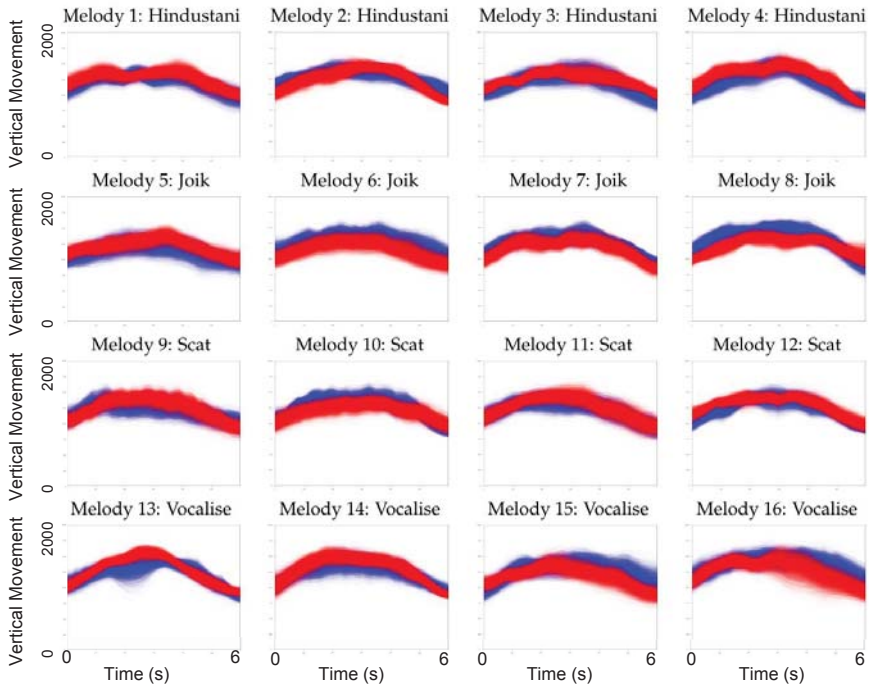 Melody 1: Hindustani
Melody 2: Hindustani
Melody 3: Hindustani
Melody 4: Hindustani
Vertical Movement
2000
0
Melody 5: Joik
Melody 6: Joik
Melody 7: Joik
Melody 8: Joik
Vertical Movement
2000
0
Melody 9: Scat
Melody 10: Scat
Melody 11: Scat
Melody 12: Scat
Vertical Movement
2000
0
Melody 13: Vocalise
Melody 14: Vocalise
Melody 15: Vocalise
Melody 16: Vocalise
Vertical Movement
2000
0
0
6
Time (s)
0
6
Time (s)
0
6
Time (s)
0
6
Time (s)